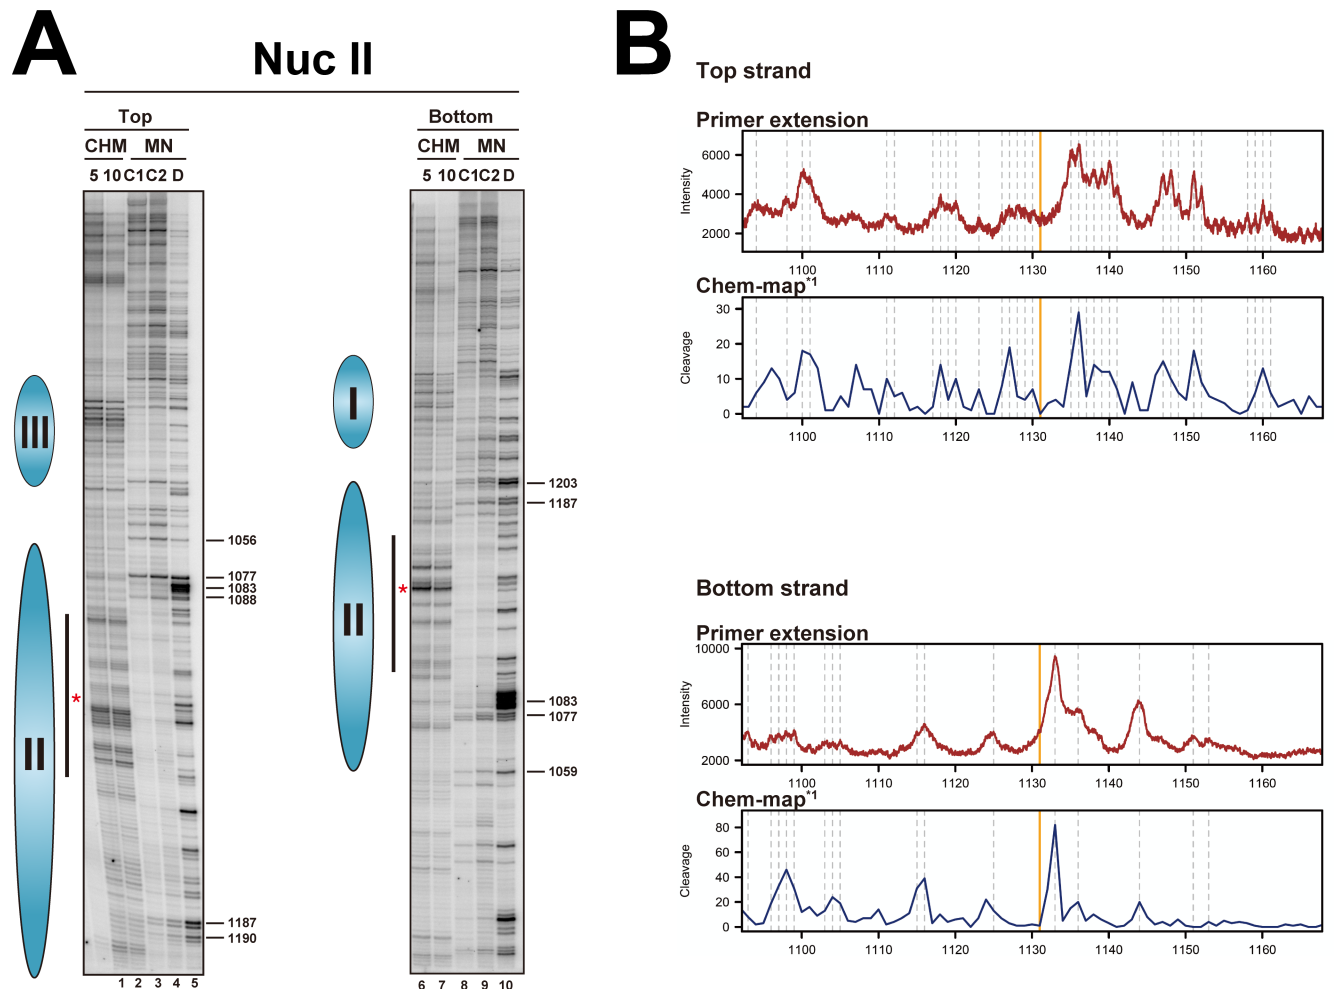 A
Nuc II
Top
CHM MN
5 10 C1 C2 D
III
II
*
1056
1077
1083
1088
1187
1190
1 2 3 4 5
Bottom
CHM MN
5 10 C1 C2 D
I
II
*
1203
1187
1083
1077
1059
6 7 8 9 10
B
Top strand
Primer extension
Intensity
6000
4000
2000
1100 1110 1120 1130 1140 1150 1160
Chem-map*1
Cleavage
30
20
10
0
1100 1110 1120 1130 1140 1150 1160
Bottom strand
Primer extension
Intensity
10000
6000
2000
1100 1110 1120 1130 1140 1150 1160
Chem-map*1
Cleavage
80
60
40
20
0
1100 1110 1120 1130 1140 1150 1160